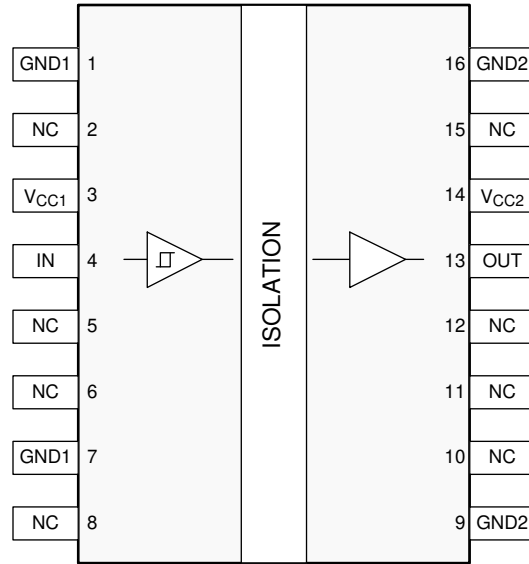 GND1 1 16 GND2
NC 2 15 NC
VCC1 3 14 VCC2
IN 4 13 OUT
NC 5 12 NC
NC 6 11 NC
GND1 7 10 NC
NC 8 9 GND2
ISOLATION